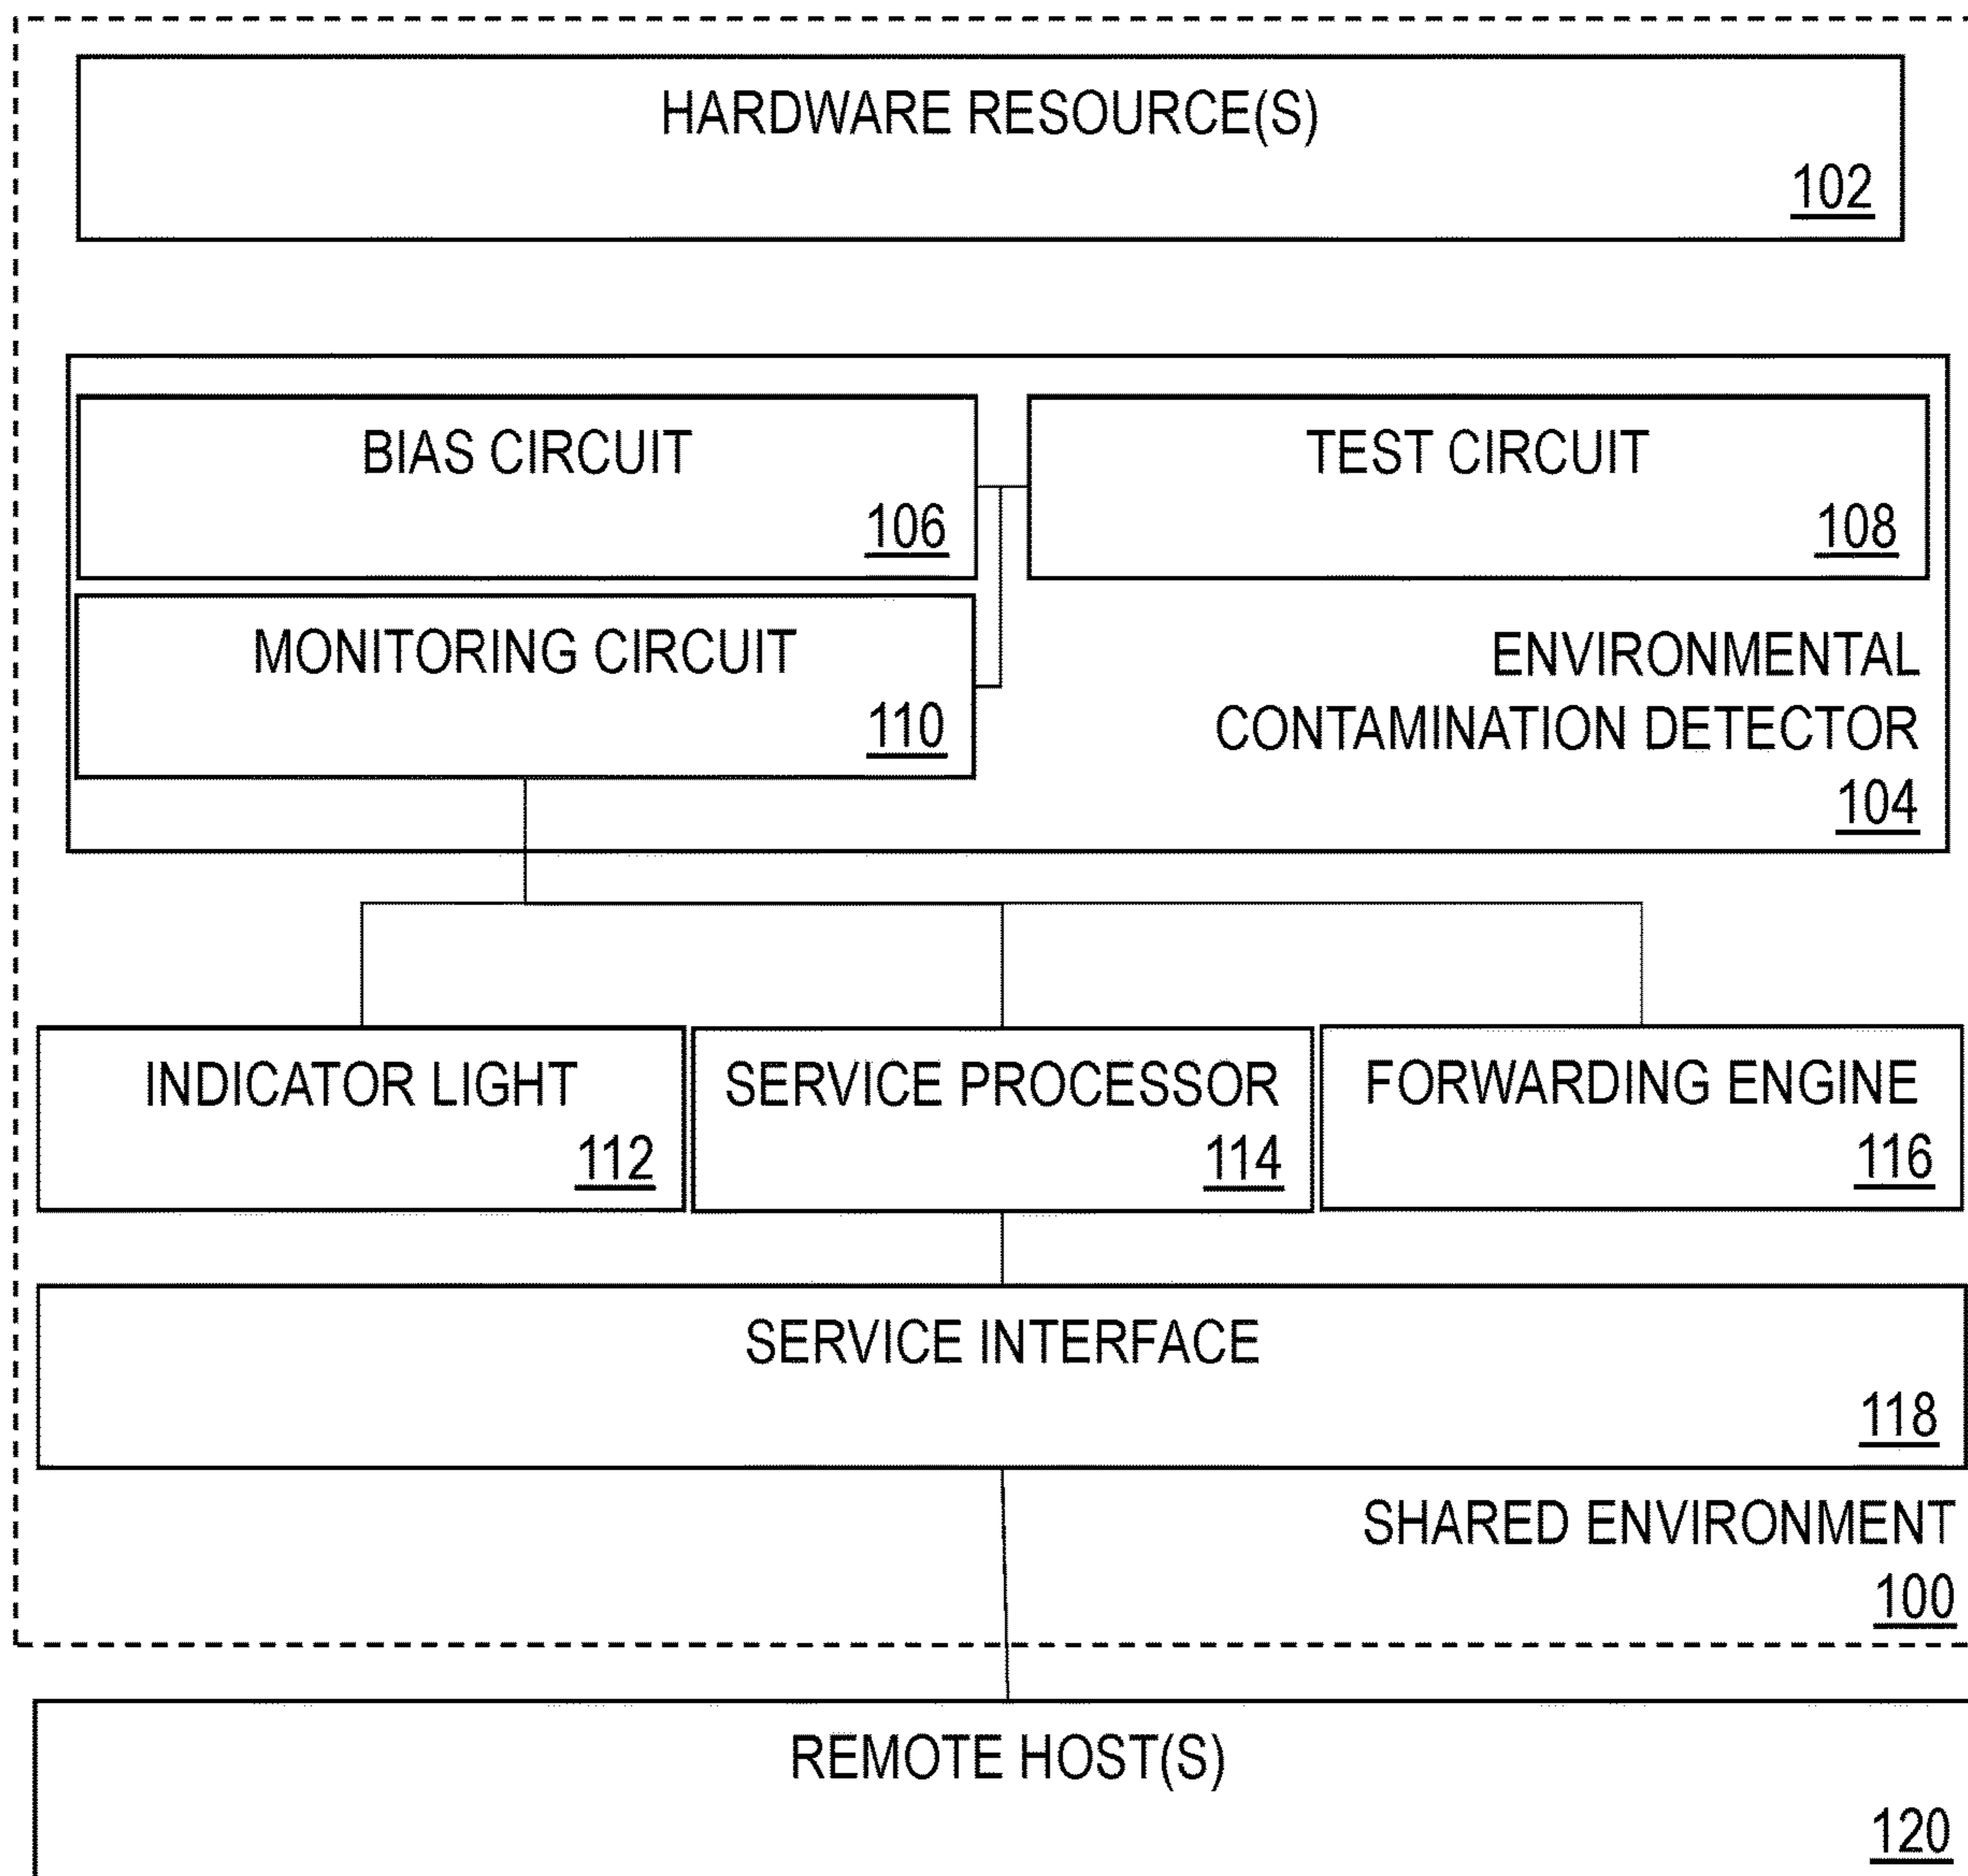 HARDWARE RESOURCE(S)
102
BIAS CIRCUIT
106
TEST CIRCUIT
108
MONITORING CIRCUIT
110
ENVIRONMENTAL
CONTAMINATION DETECTOR
104
INDICATOR LIGHT
112
SERVICE PROCESSOR
114
FORWARDING ENGINE
116
SERVICE INTERFACE
118
SHARED ENVIRONMENT
100
REMOTE HOST(S)
120